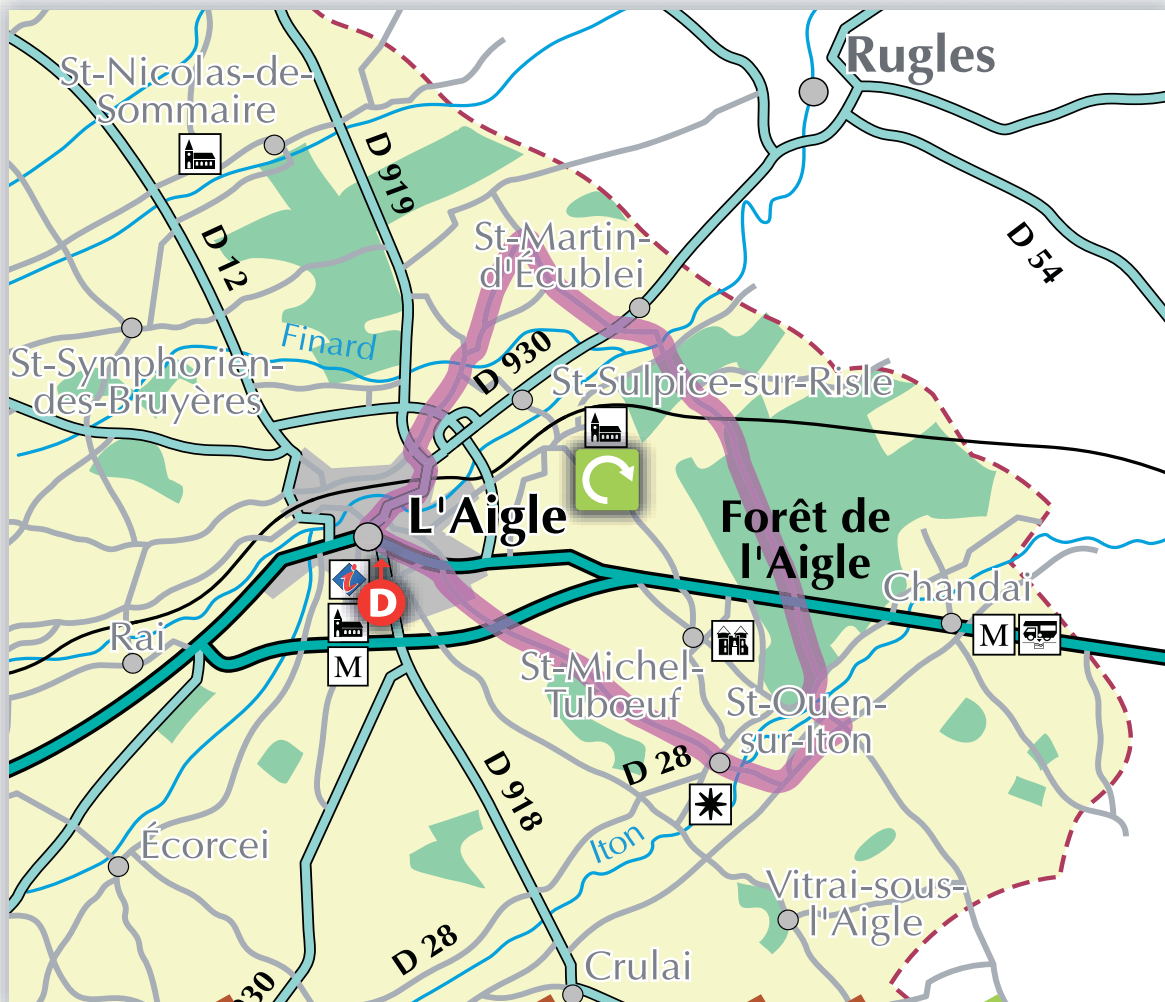 Rugles
St-Nicolas-de-
Sommaire
D 919
D 12
St-Martin-
d'Écublei
D 54
Finard
D 930
St-Symphorien-
des-Bruyères
St-Sulpice-sur-Risle
L'Aigle
Forêt de
l'Aigle
i
D
Chandai
M
Rai
M
St-Michel-
Tubœuf
St-Ouen-
sur-Iton
D 28
D 918
Iton
Écorcei
Vitrai-sous-
l'Aigle
D 28
Crulai
930